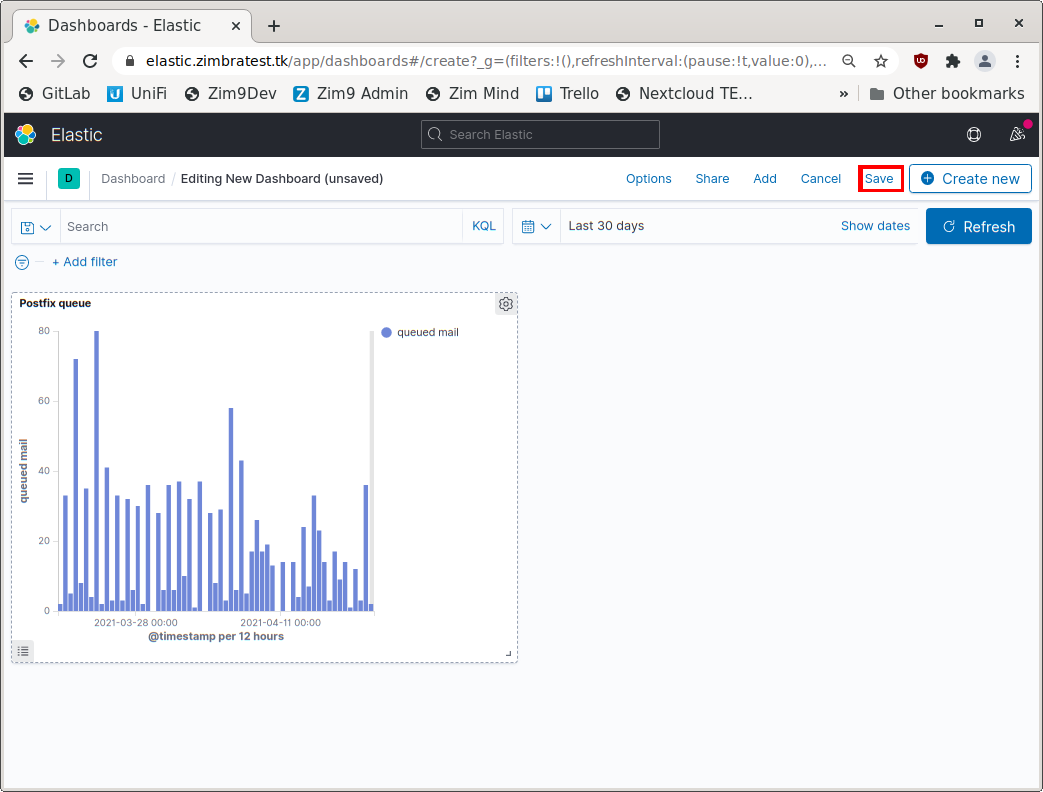 Dashboards - Elastic
elastic.zimbratest.tk/app/dashboards#/create?_g=(filters:!(),refreshInterval:(pause:!t,value:0),...
GitLab UniFi Zim9Dev Zim9 Admin Zim Mind Trello Nextcloud TE... » Other bookmarks
Elastic Search Elastic
D Dashboard / Editing New Dashboard (unsaved) Options Share Add Cancel Save Create new
Search KQL Last 30 days Show dates Refresh
+ Add filter
Postfix queue
queued mail
80
60
40
20
0
queued mail
2021-03-28 00:00 2021-04-11 00:00
@timestamp per 12 hours